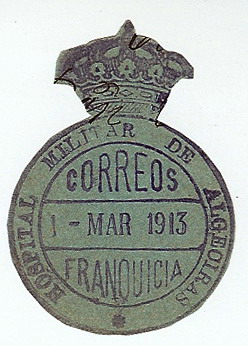 HOSPITAL MILITAR DE ALGECIRAS
CORREOS
1 - MAR 1913
FRANQUICIA